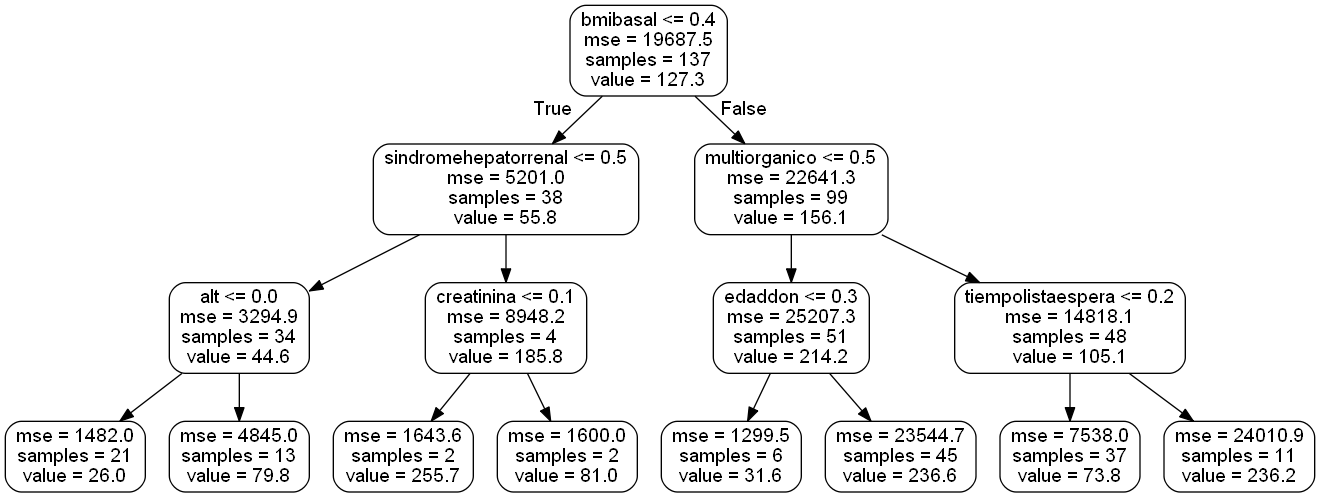 bmibasal <= 0.4
mse = 19687.5
samples = 137
value = 127.3
True
False
sindromehepatorrenal <= 0.5
mse = 5201.0
samples = 38
value = 55.8
multiorganico <= 0.5
mse = 22641.3
samples = 99
value = 156.1
alt <= 0.0
mse = 3294.9
samples = 34
value = 44.6
creatinina <= 0.1
mse = 8948.2
samples = 4
value = 185.8
edaddon <= 0.3
mse = 25207.3
samples = 51
value = 214.2
tiempolistaespera <= 0.2
mse = 14818.1
samples = 48
value = 105.1
mse = 1482.0
samples = 21
value = 26.0
mse = 4845.0
samples = 13
value = 79.8
mse = 1643.6
samples = 2
value = 255.7
mse = 1600.0
samples = 2
value = 81.0
mse = 1299.5
samples = 6
value = 31.6
mse = 23544.7
samples = 45
value = 236.6
mse = 7538.0
samples = 37
value = 73.8
mse = 24010.9
samples = 11
value = 236.2